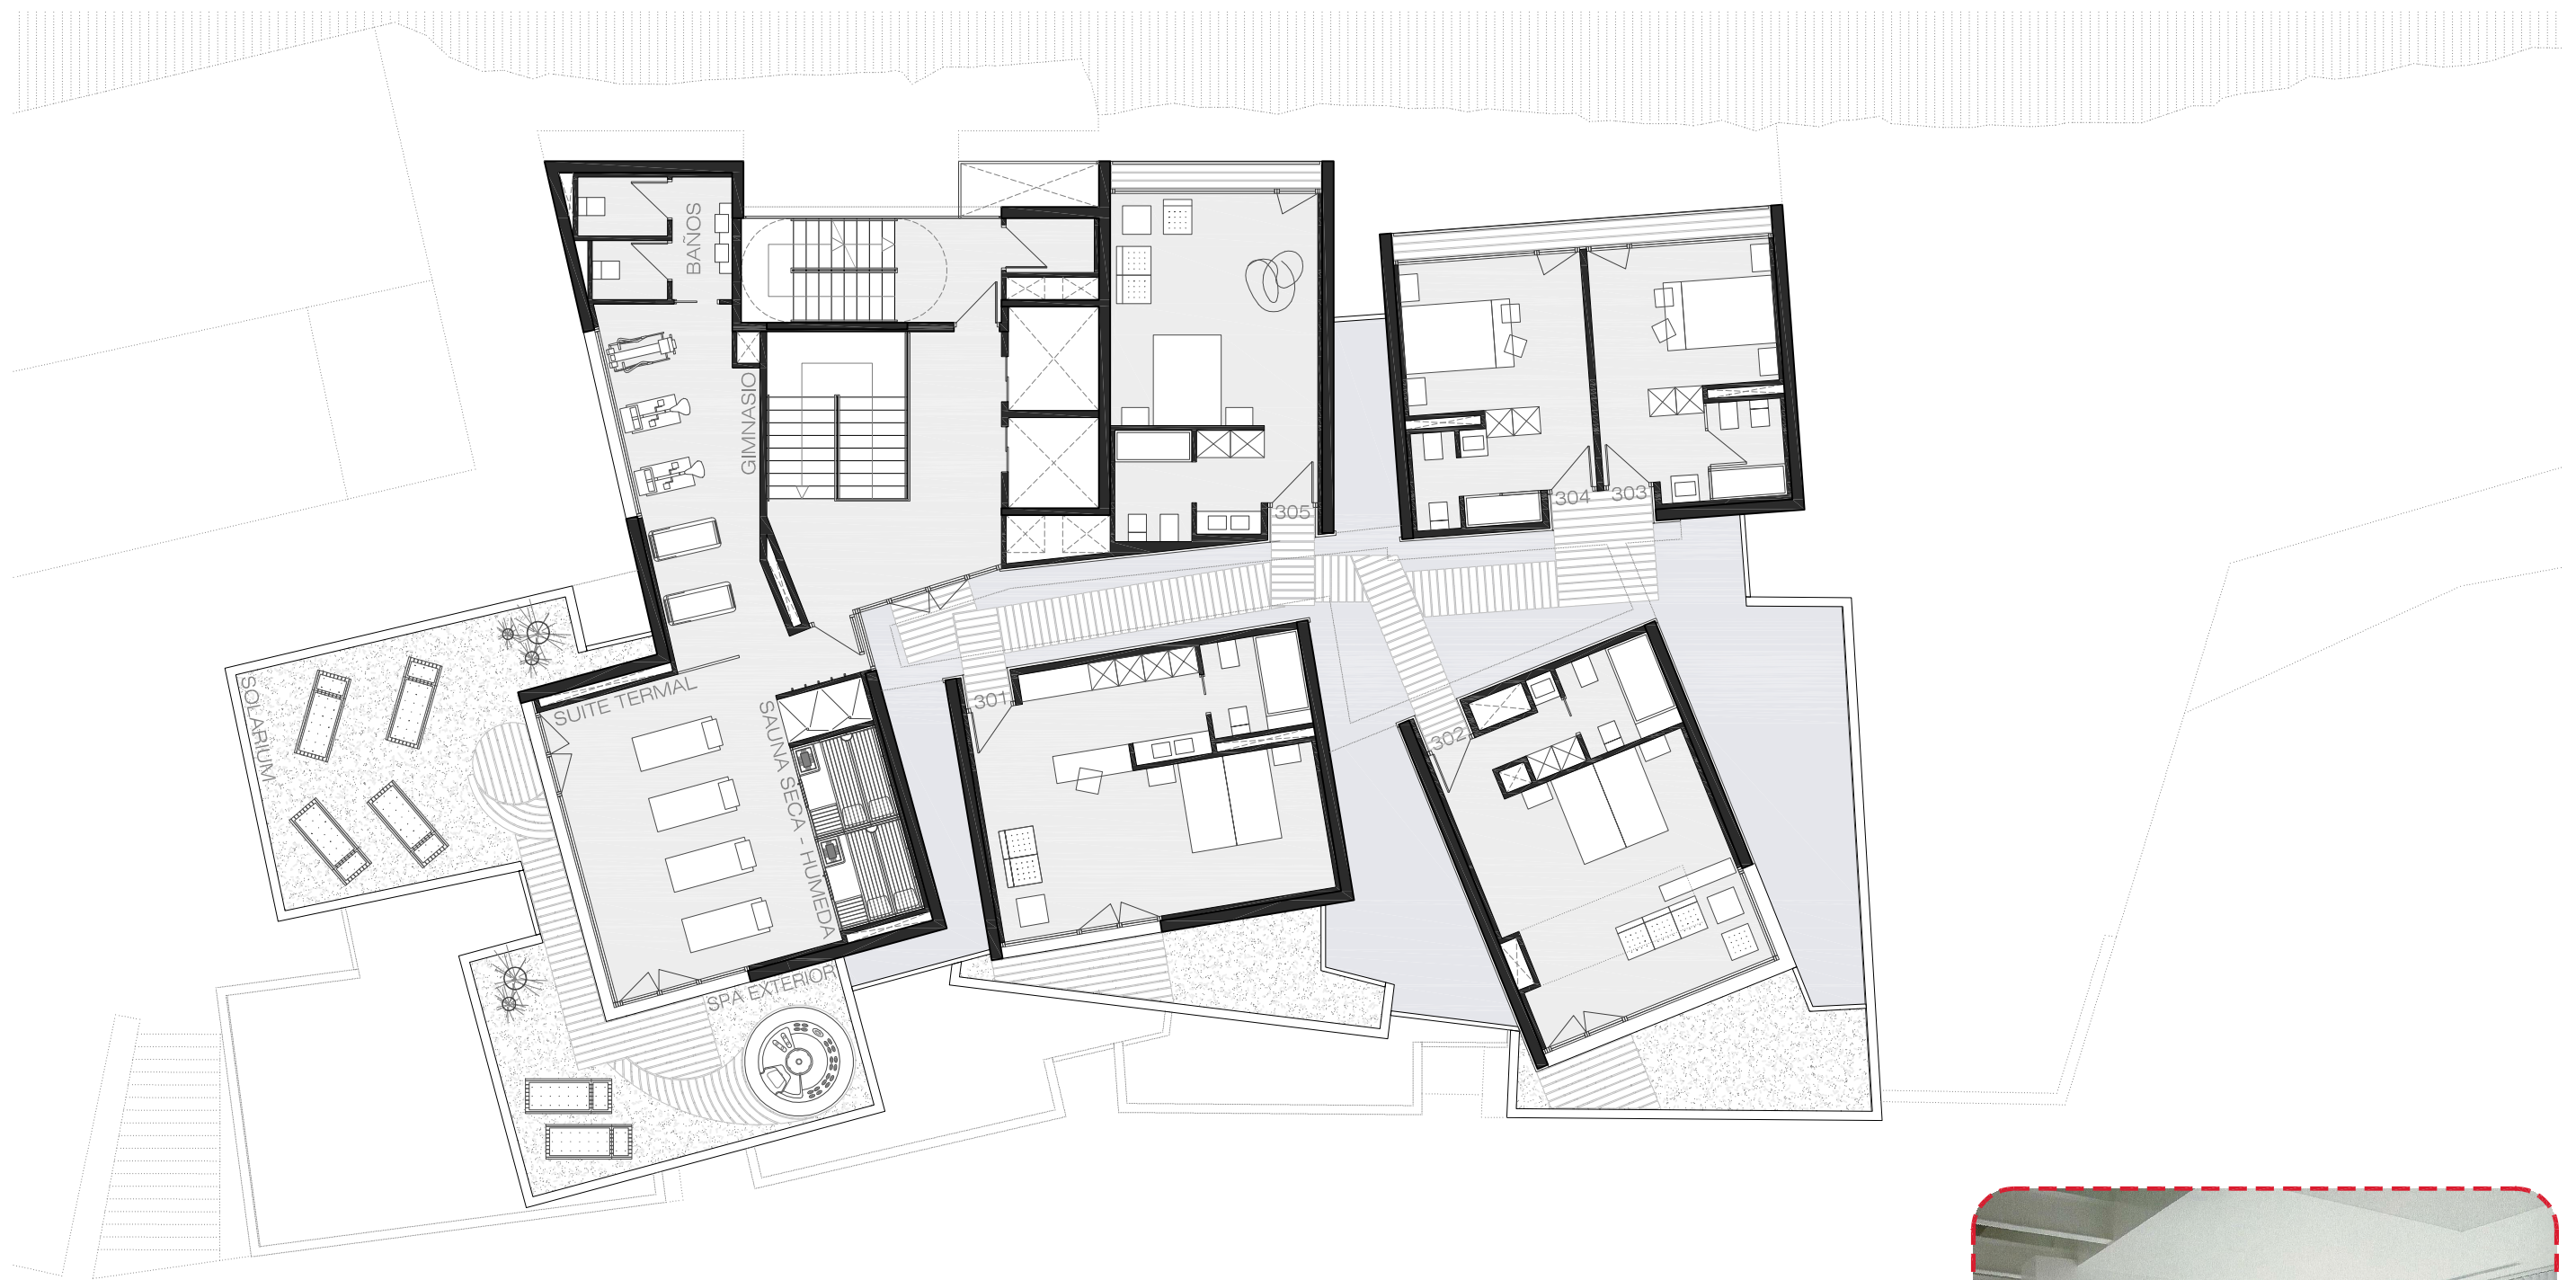 BAÑOS
GIMNASIO
305
304
303
SOLARIUM
SUITE TERMAL
SAUNA SECA - HUMEDA
301
302
SPA EXTERIOR